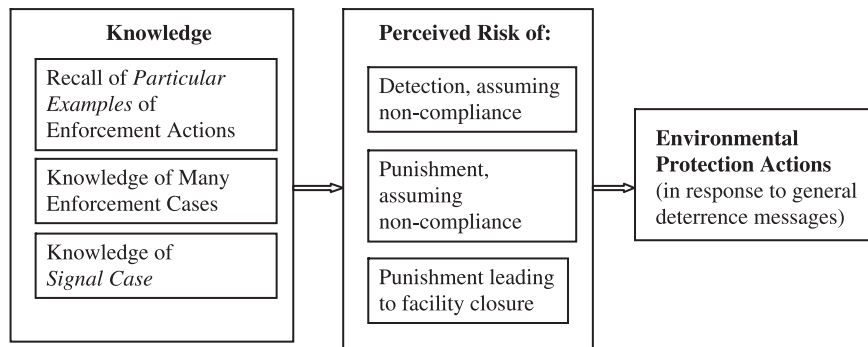 Knowledge
Recall of Particular
Examples of
Enforcement Actions
Knowledge of Many
Enforcement Cases
Knowledge of
Signal Case
Perceived Risk of:
Detection, assuming
non-compliance
Punishment,
assuming
non-compliance
Punishment leading
to facility closure
Environmental
Protection Actions
(in response to general
deterrence messages)